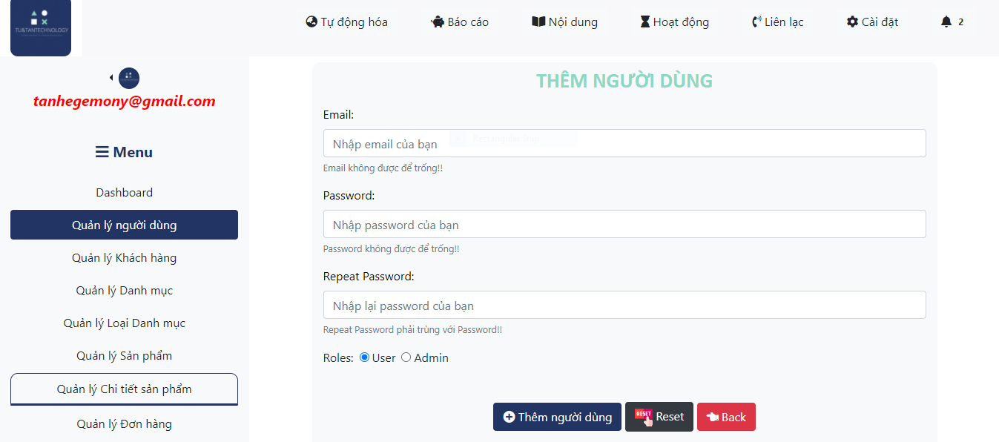 TU&TANTECHNOLOGY
Tự động hóa Báo cáo Nội dung Hoạt động Liên lạc Cài đặt 2
tanhegemony@gmail.com
Menu
Dashboard
Quản lý người dùng
Quản lý Khách hàng
Quản lý Danh mục
Quản lý Loại Danh mục
Quản lý Sản phẩm
Quản lý Chi tiết sản phẩm
Quản lý Đơn hàng
THÊM NGƯỜI DÙNG
Email:
Nhập email của bạn
Rectangular Snip
Email không được để trống!!
Password:
Nhập password của bạn
Password không được để trống!!
Repeat Password:
Nhập lại password của bạn
Repeat Password phải trùng với Password!!
Roles: User Admin
Thêm người dùng RESET Reset Back